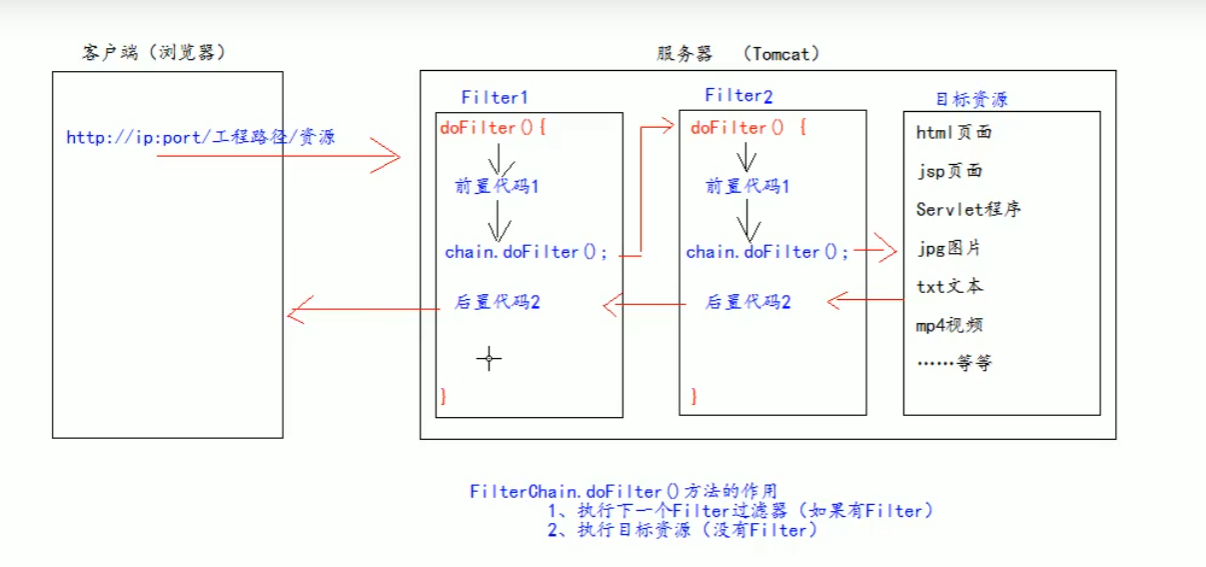 客户端（浏览器）
服务器 （Tomcat）
http://ip:port/工程路径/资源
Filter1
doFilter(){
前置代码1
chain.doFilter();
后置代码2
}
Filter2
doFilter() {
前置代码1
chain.doFilter();
后置代码2
}
目标资源
html页面
jsp页面
Servlet程序
jpg图片
txt文本
mp4视频
……等等
FilterChain.doFilter()方法的作用
1、执行下一个Filter过滤器（如果有Filter）
2、执行目标资源（没有Filter）